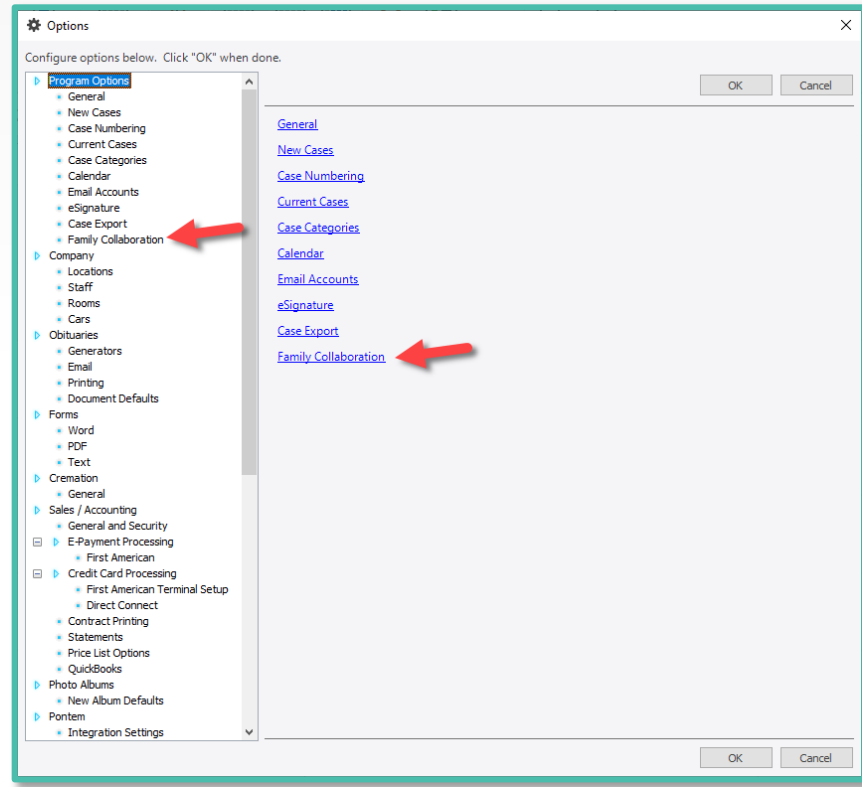 Options
Configure options below. Click "OK" when done.
Program Options
General
New Cases
Case Numbering
Current Cases
Case Categories
Calendar
Email Accounts
eSignature
Case Export
Family Collaboration
Company
Locations
Staff
Rooms
Cars
Obituaries
Generators
Email
Printing
Document Defaults
Forms
Word
PDF
Text
Cremation
General
Sales / Accounting
General and Security
E-Payment Processing
First American
Credit Card Processing
First American Terminal Setup
Direct Connect
Contract Printing
Statements
Price List Options
QuickBooks
Photo Albums
New Album Defaults
Pontem
Integration Settings
OK Cancel
General
New Cases
Case Numbering
Current Cases
Case Categories
Calendar
Email Accounts
eSignature
Case Export
Family Collaboration
OK Cancel